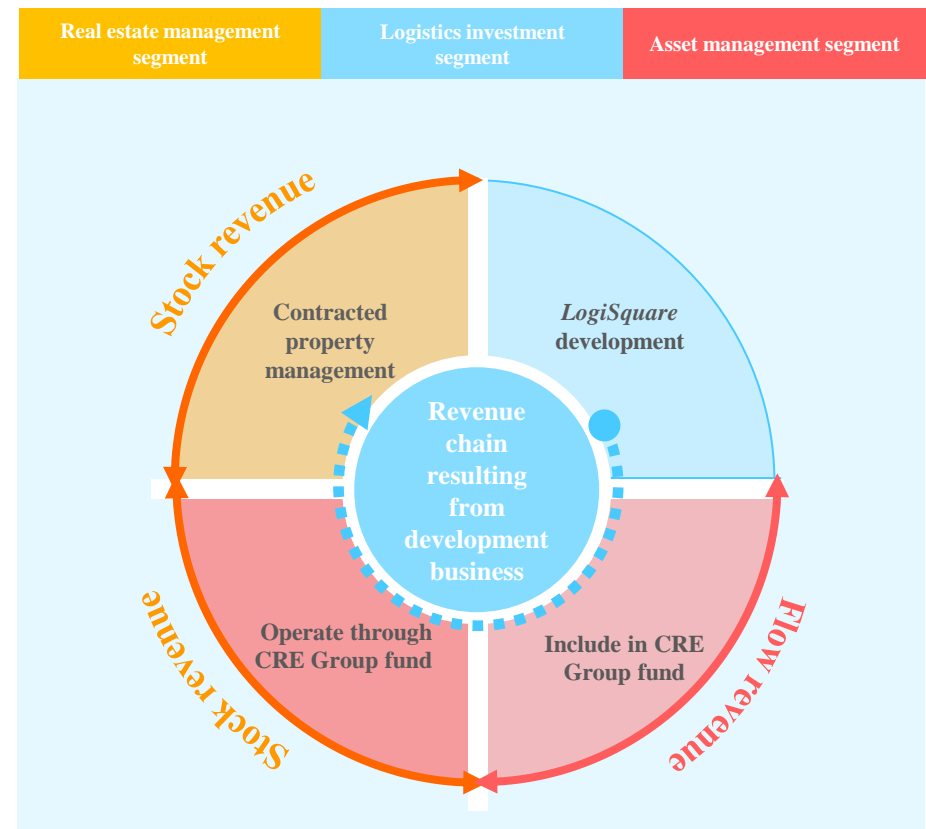 Real estate management
segment
Logistics investment
segment
Asset management segment
Stock revenue
Contracted
property
management
LogiSquare
development
Revenue
chain
resulting
from
development
business
Operate through
CRE Group fund
Include in CRE
Group fund
Stock revenue
Flow revenue